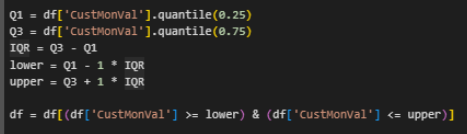 Q1 = df['CustMonVal'].quantile(0.25)
Q3 = df['CustMonVal'].quantile(0.75)
IQR = Q3 - Q1
lower = Q1 - 1 * IQR
upper = Q3 + 1 * IQR
df = df[(df['CustMonVal'] >= lower) & (df['CustMonVal'] <= upper)]